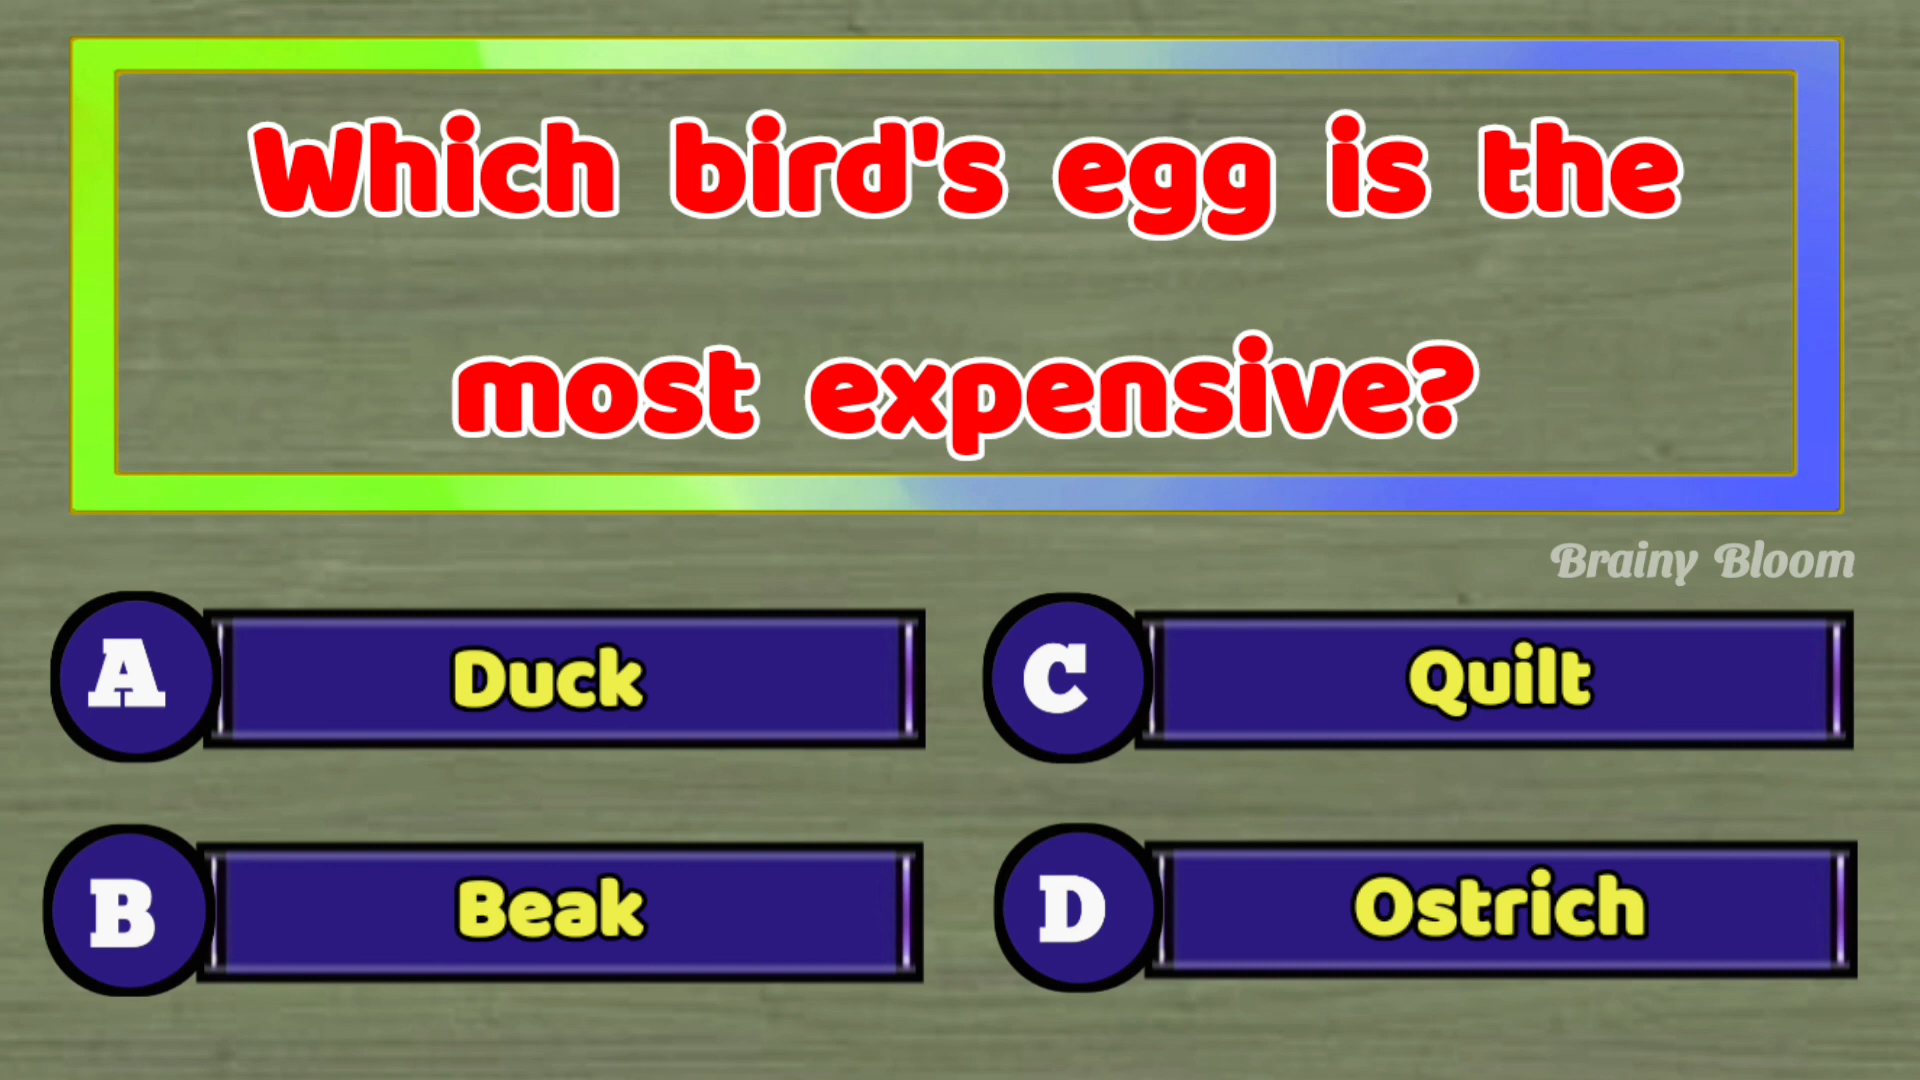 Which bird's egg is the
most expensive?
Brainy Bloom
A Duck
C Quilt
B Beak
D Ostrich